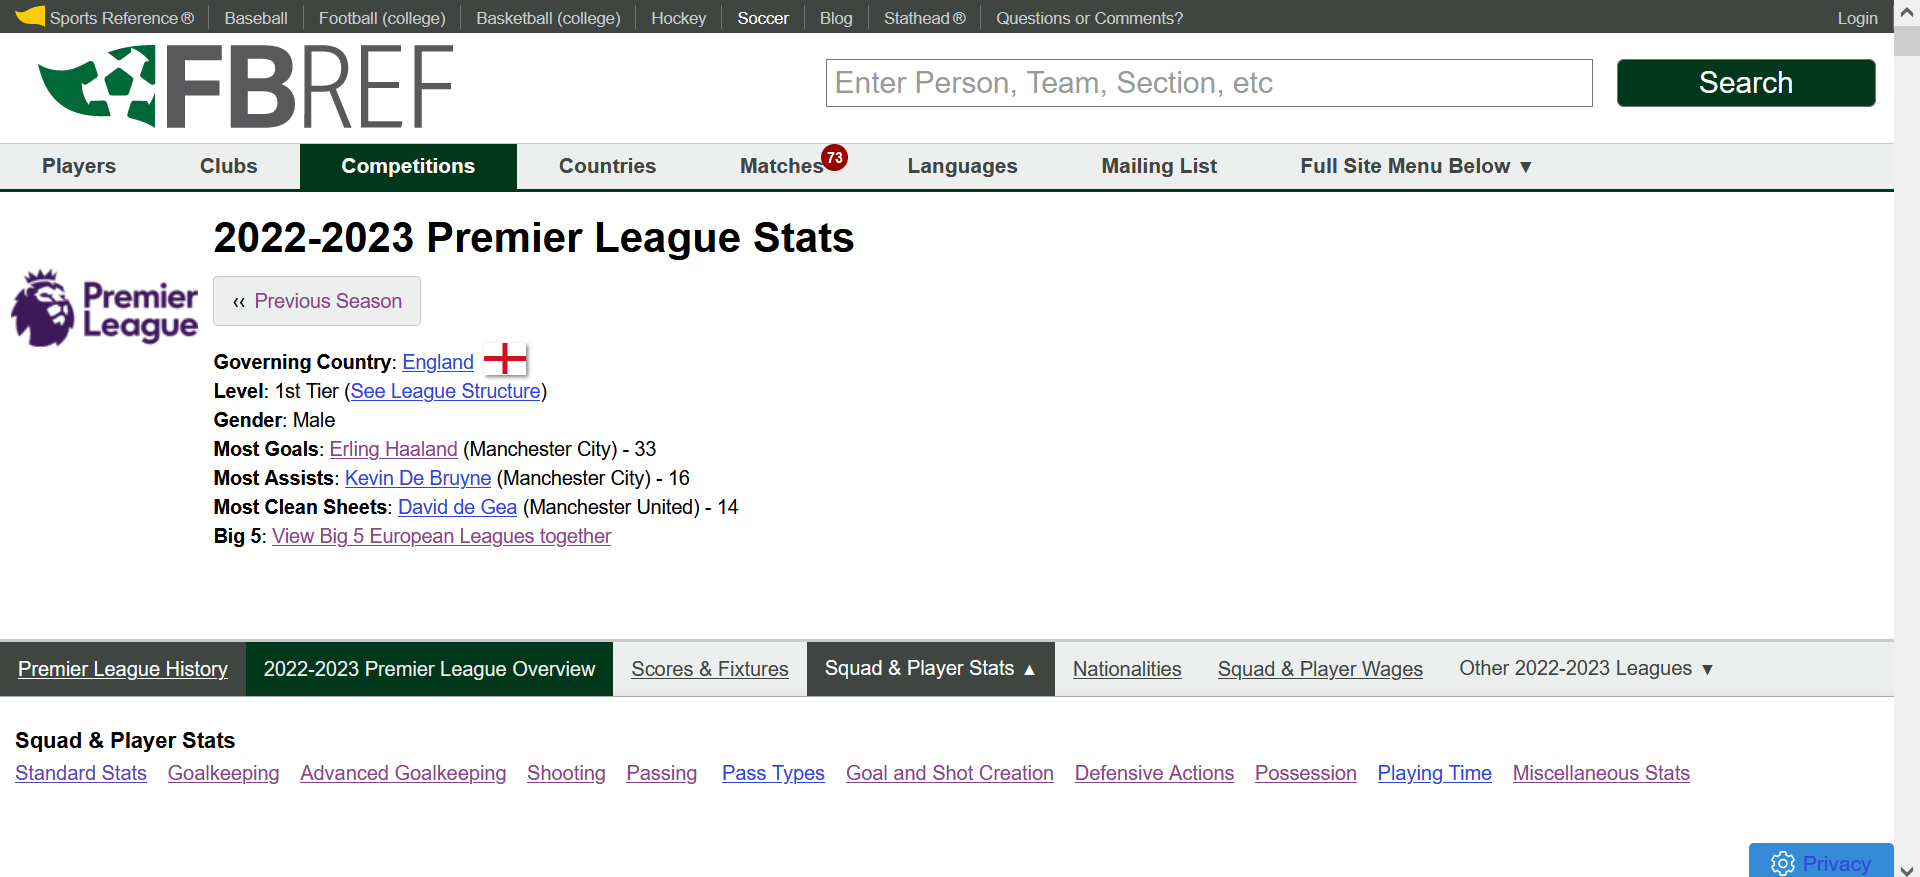 Sports Reference ® Baseball Football (college) Basketball (college) Hockey Soccer Blog Stathead ® Questions or Comments? Login
FBREF
Enter Person, Team, Section, etc
Search
Players Clubs Competitions Countries Matches 73 Languages Mailing List Full Site Menu Below ▼
2022-2023 Premier League Stats
Premier
League
‹‹ Previous Season
Governing Country: England
Level: 1st Tier (See League Structure)
Gender: Male
Most Goals: Erling Haaland (Manchester City) - 33
Most Assists: Kevin De Bruyne (Manchester City) - 16
Most Clean Sheets: David de Gea (Manchester United) - 14
Big 5: View Big 5 European Leagues together
Premier League History 2022-2023 Premier League Overview Scores & Fixtures Squad & Player Stats ▲ Nationalities Squad & Player Wages Other 2022-2023 Leagues ▼
Squad & Player Stats
Standard Stats Goalkeeping Advanced Goalkeeping Shooting Passing Pass Types Goal and Shot Creation Defensive Actions Possession Playing Time Miscellaneous Stats
Privacy